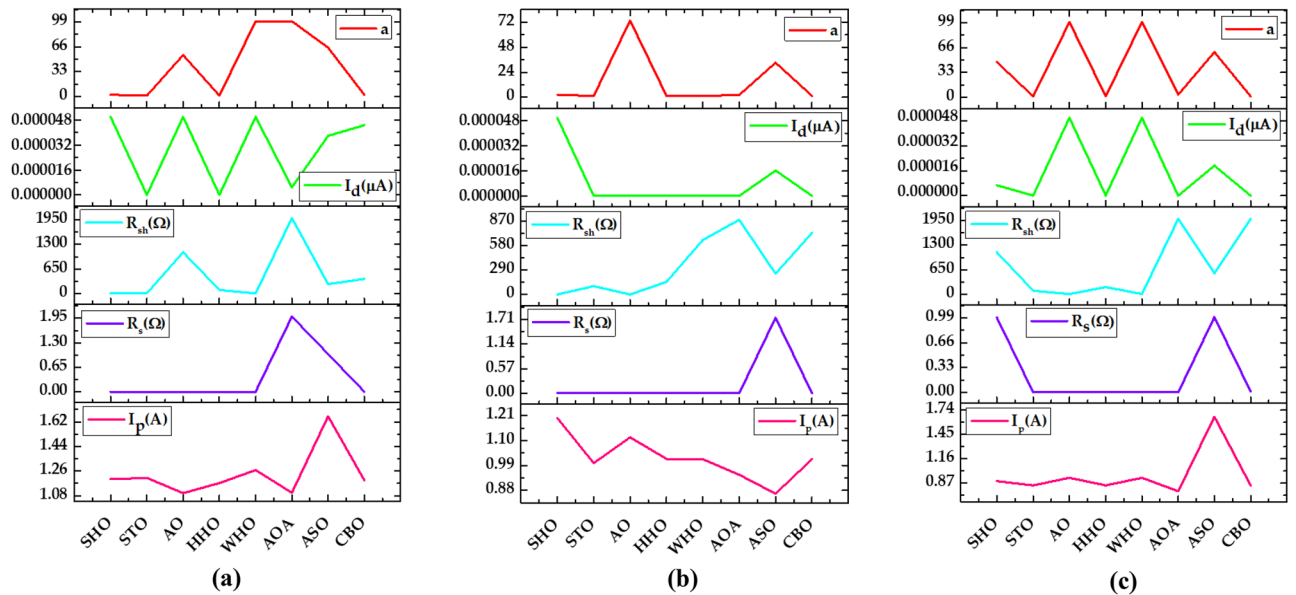 99
66
33
0
a
0.000048
0.000032
0.000016
0.000000
I_d(μA)
1950
1300
650
0
R_sh(Ω)
1.95
1.30
0.65
0.00
R_s(Ω)
1.62
1.44
1.26
1.08
I_p(A)
SHO STO AO HHO WHO AOA ASO CBO
(a)
72
48
24
0
a
0.000048
0.000032
0.000016
0.000000
I_d(μA)
870
580
290
0
R_sh(Ω)
1.71
1.14
0.57
0.00
R_s(Ω)
1.21
1.10
0.99
0.88
I_p(A)
SHO STO AO HHO WHO AOA ASO CBO
(b)
99
66
33
0
a
0.000048
0.000032
0.000016
0.000000
I_d(μA)
1950
1300
650
0
R_sh(Ω)
0.99
0.66
0.33
0.00
R_S(Ω)
1.74
1.45
1.16
0.87
I_p(A)
SHO STO AO HHO WHO AOA ASO CBO
(c)